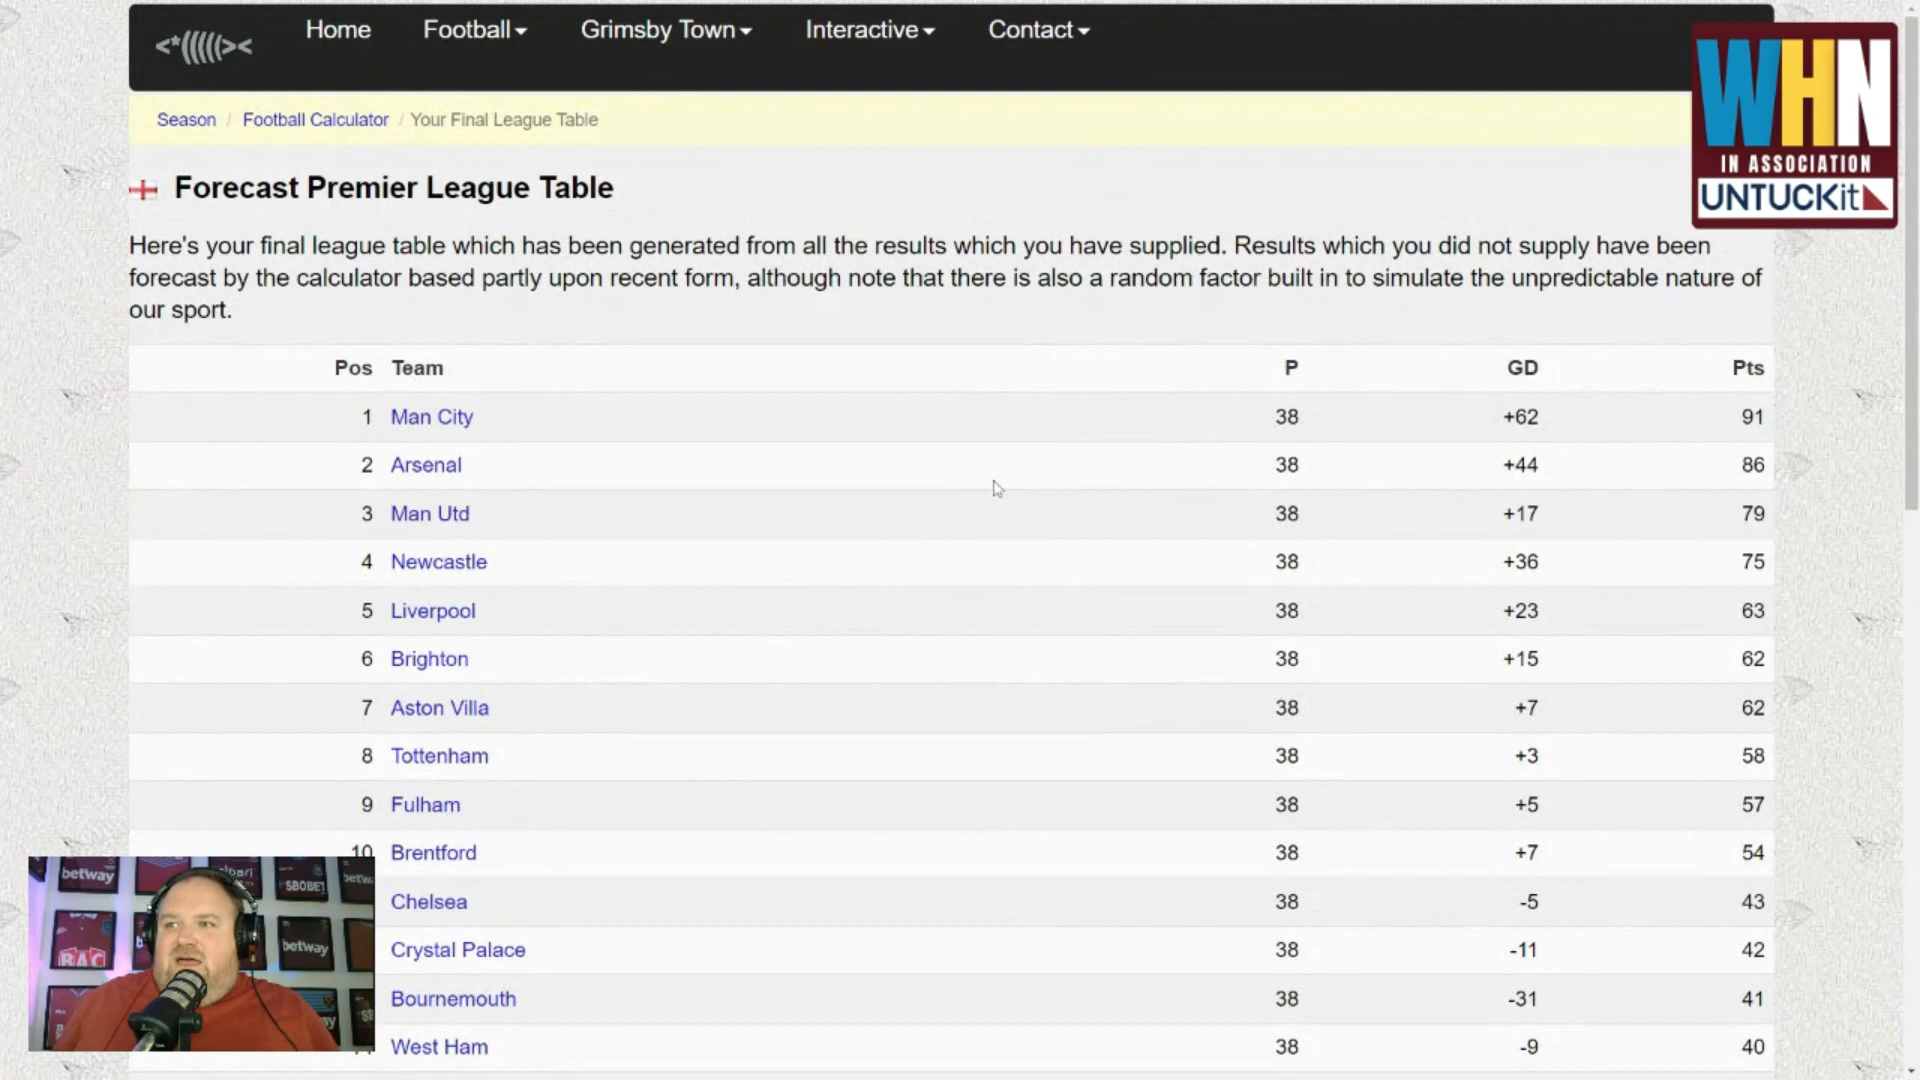 <*(((((>< Home Football Grimsby Town Interactive Contact
WHN
IN ASSOCIATION
UNTUCKit
Season / Football Calculator / Your Final League Table
Forecast Premier League Table
Here's your final league table which has been generated from all the results which you have supplied. Results which you did not supply have been
forecast by the calculator based partly upon recent form, although note that there is also a random factor built in to simulate the unpredictable nature of
our sport.
Pos Team P GD Pts
1 Man City 38 +62 91
2 Arsenal 38 +44 86
3 Man Utd 38 +17 79
4 Newcastle 38 +36 75
5 Liverpool 38 +23 63
6 Brighton 38 +15 62
7 Aston Villa 38 +7 62
8 Tottenham 38 +3 58
9 Fulham 38 +5 57
10 Brentford 38 +7 54
Chelsea 38 -5 43
Crystal Palace 38 -11 42
Bournemouth 38 -31 41
West Ham 38 -9 40
betway
SBOBET
betway